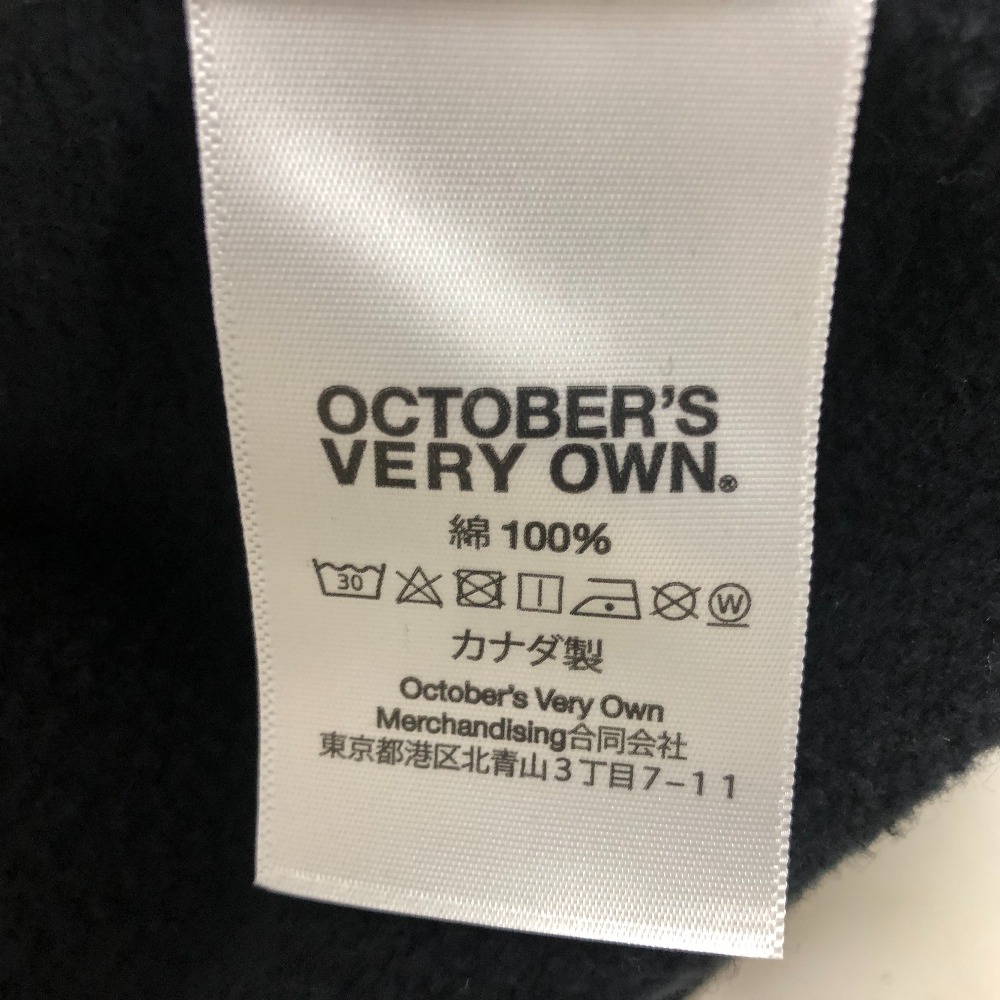 OCTOBER'S
VERY OWN®
綿 100%
30 W
カナダ製
October's Very Own
Merchandising合同会社
東京都港区北青山3丁目7-11